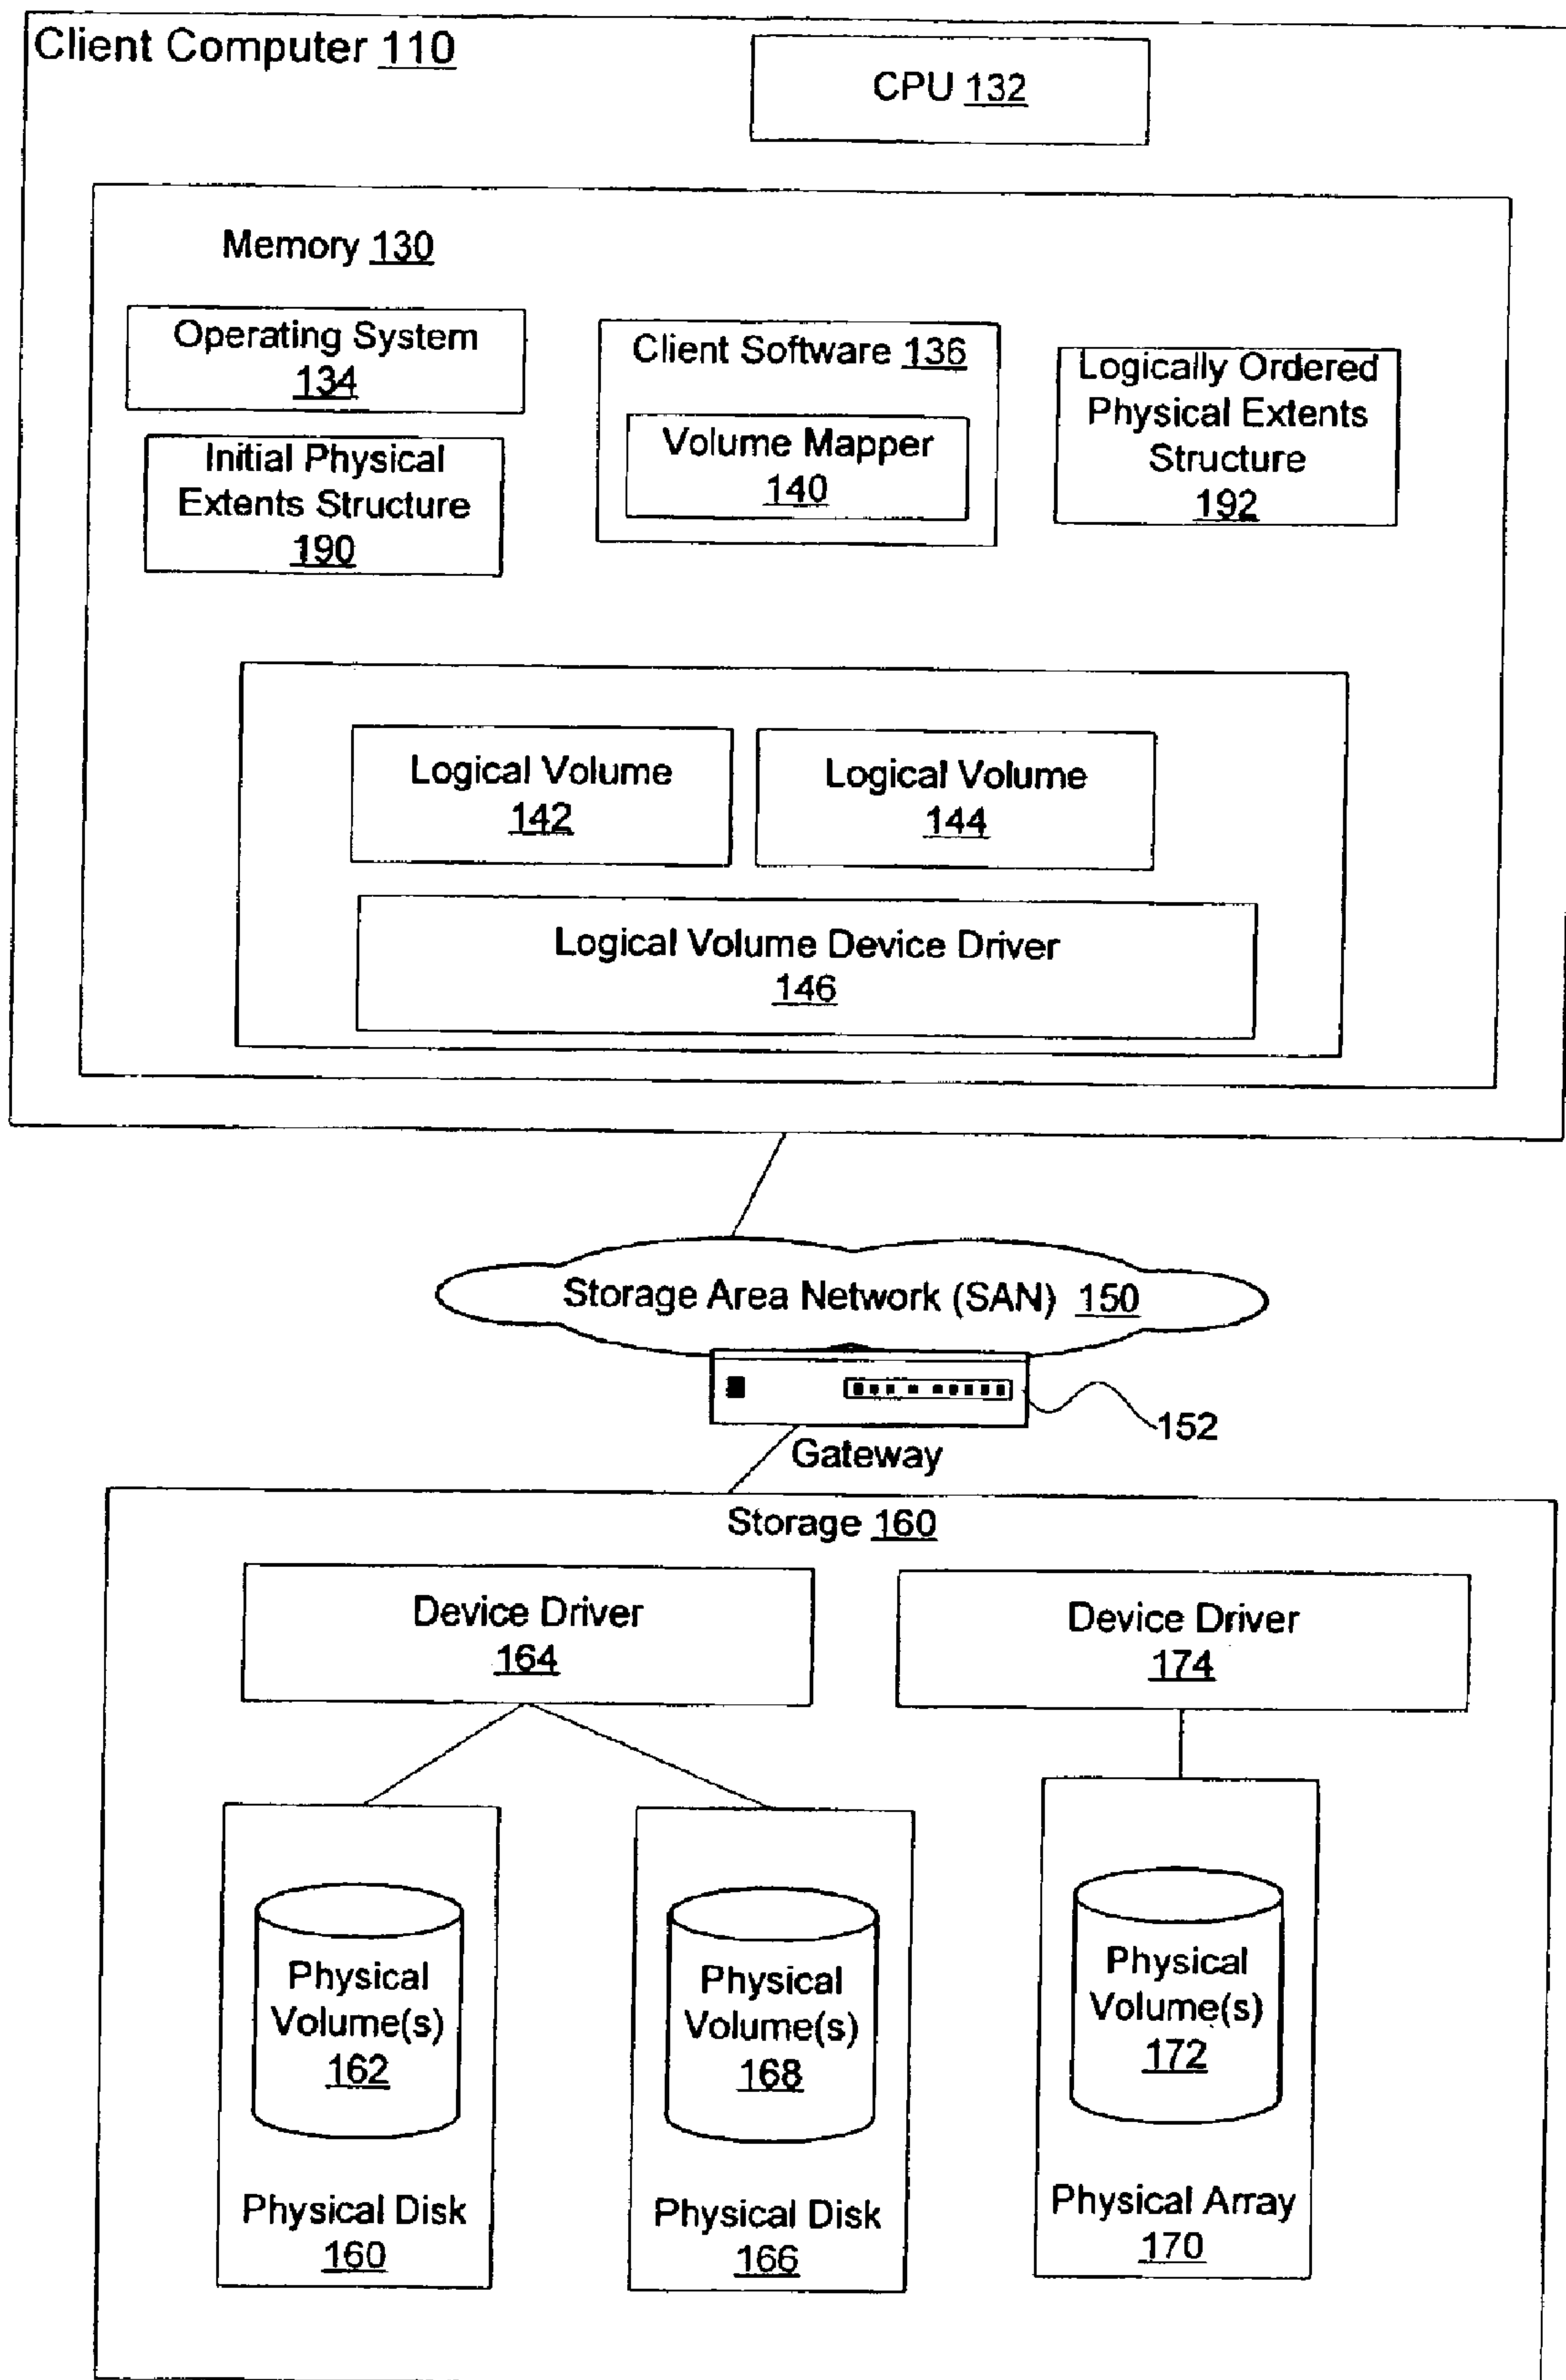 Client Computer 110
CPU 132
Memory 130
Operating System
134
Initial Physical
Extents Structure
190
Client Software 136
Volume Mapper
140
Logically Ordered
Physical Extents
Structure
192
Logical Volume
142
Logical Volume
144
Logical Volume Device Driver
146
Storage Area Network (SAN) 150
152
Gateway
Storage 160
Device Driver
164
Device Driver
174
Physical
Volume(s)
162
Physical Disk
160
Physical
Volume(s)
168
Physical Disk
166
Physical
Volume(s)
172
Physical Array
170